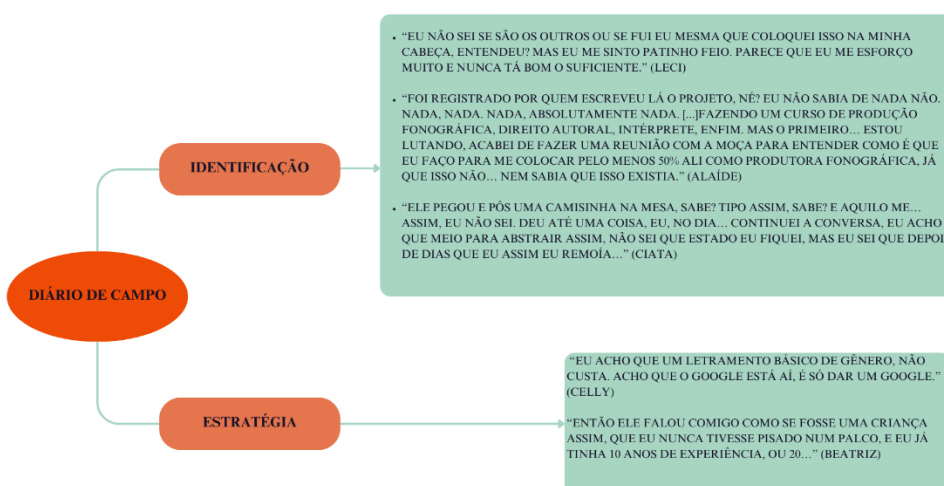 • “EU NÃO SEI SE SÃO OS OUTROS OU SE FUI EU MESMA QUE COLOQUEI ISSO NA MINHA
CABEÇA, ENTENDEU? MAS EU ME SINTO PATINHO FEIO. PARECE QUE EU ME ESFORÇO
MUITO E NUNCA TÁ BOM O SUFICIENTE.” (LECI)
• “FOI REGISTRADO POR QUEM ESCREVEU LÁ O PROJETO, NÉ? EU NÃO SABIA DE NADA NÃO.
NADA, NADA. NADA, ABSOLUTAMENTE NADA. [...]FAZENDO UM CURSO DE PRODUÇÃO
FONOGRÁFICA, DIREITO AUTORAL, INTÉRPRETE, ENFIM. MAS O PRIMEIRO… ESTOU
LUTANDO, ACABEI DE FAZER UMA REUNIÃO COM A MOÇA PARA ENTENDER COMO É QUE
EU FAÇO PARA ME COLOCAR PELO MENOS 50% ALI COMO PRODUTORA FONOGRÁFICA, JÁ
QUE ISSO NÃO… NEM SABIA QUE ISSO EXISTIA.” (ALAÍDE)
• “ELE PEGOU E PÔS UMA CAMISINHA NA MESA, SABE? TIPO ASSIM, SABE? E AQUILO ME…
ASSIM, EU NÃO SEI. DEU ATÉ UMA COISA, EU, NO DIA… CONTINUEI A CONVERSA, EU ACHO
QUE MEIO PARA ABSTRAIR ASSIM, NÃO SEI QUE ESTADO EU FIQUEI, MAS EU SEI QUE DEPOI
DE DIAS QUE EU ASSIM EU REMOÍA…” (CIATA)
IDENTIFICAÇÃO
DIÁRIO DE CAMPO
ESTRATÉGIA
“EU ACHO QUE UM LETRAMENTO BÁSICO DE GÊNERO, NÃO
CUSTA. ACHO QUE O GOOGLE ESTÁ AÍ, É SÓ DAR UM GOOGLE.”
(CELLY)
“ENTÃO ELE FALOU COMIGO COMO SE FOSSE UMA CRIANÇA
ASSIM, QUE EU NUNCA TIVESSE PISADO NUM PALCO, E EU JÁ
TINHA 10 ANOS DE EXPERIÊNCIA, OU 20…” (BEATRIZ)